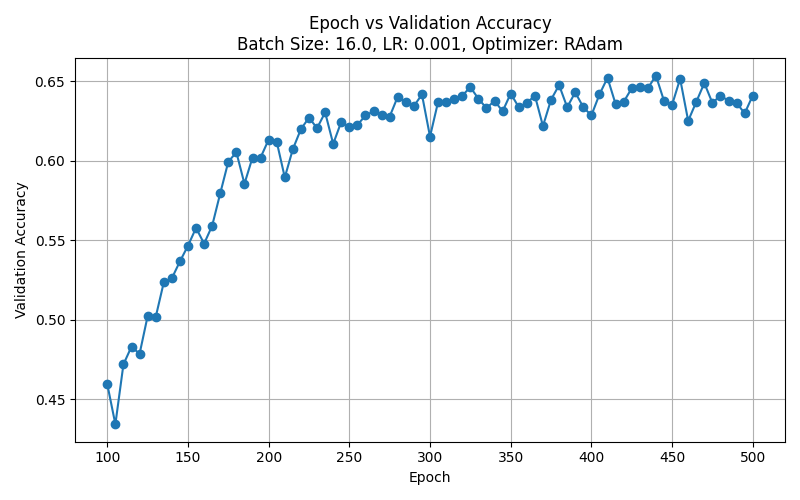 Epoch vs Validation Accuracy
Batch Size: 16.0, LR: 0.001, Optimizer: RAdam
0.65
0.60
0.55
0.50
0.45
Validation Accuracy
100 150 200 250 300 350 400 450 500
Epoch